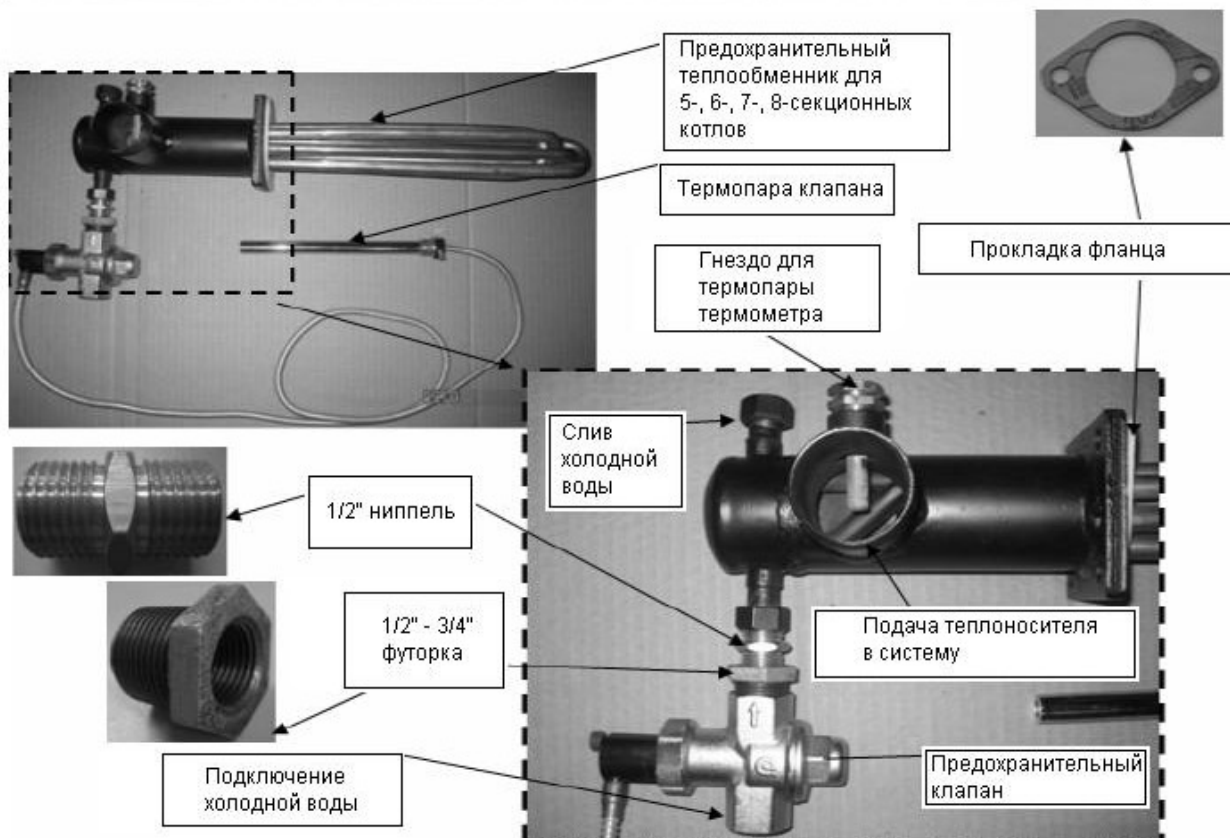 Предохранительный
теплообменник для
5-, 6-, 7-, 8-секционных
котлов
Термопара клапана
Прокладка фланца
Гнездо для
термопары
термометра
Слив
холодной
воды
1/2" ниппель
1/2" - 3/4"
футорка
Подача теплоносителя
в систему
Подключение
холодной воды
Предохранительный
клапан